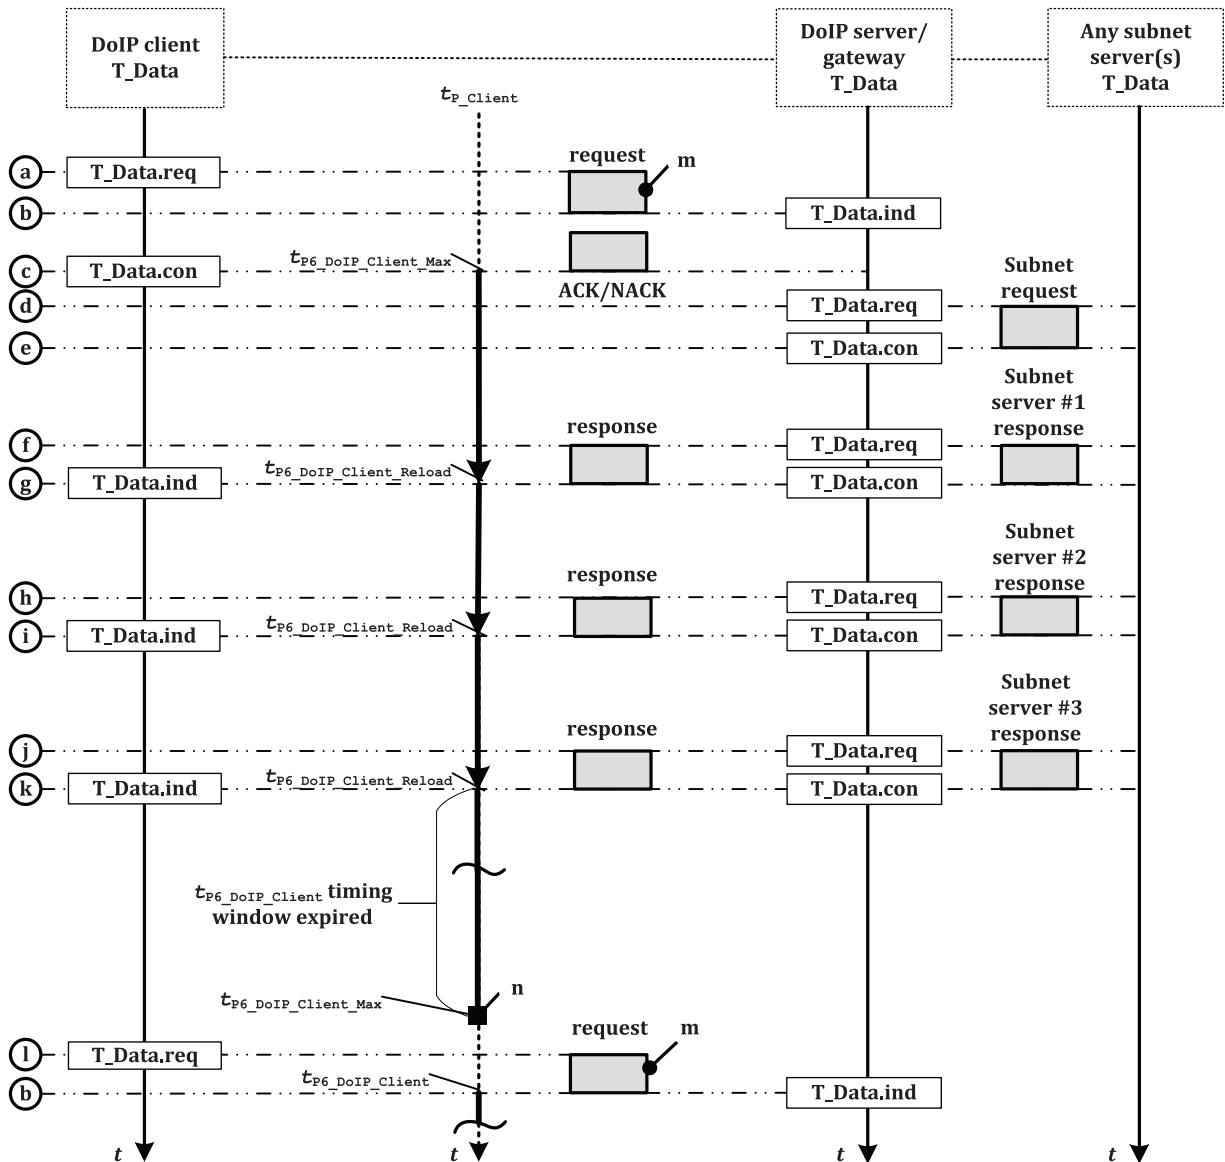 DoIP client
T_Data
DoIP server/
gateway
T_Data
Any subnet
server(s)
T_Data
tP_Client
a
T_Data.req
request
m
b
T_Data.ind
tP6_DoIP_Client_Max
c
T_Data.con
ACK/NACK
Subnet
request
d
T_Data.req
e
T_Data.con
Subnet
server #1
response
f
response
T_Data.req
tP6_DoIP_Client_Reload
g
T_Data.ind
T_Data.con
Subnet
server #2
response
h
response
T_Data.req
tP6_DoIP_Client_Reload
i
T_Data.ind
T_Data.con
Subnet
server #3
response
j
response
T_Data.req
tP6_DoIP_Client_Reload
k
T_Data.ind
T_Data.con
tP6_DoIP_Client timing
window expired
n
tP6_DoIP_Client_Max
request
m
l
T_Data.req
tP6_DoIP_Client
b
T_Data.ind
t
t
t
t